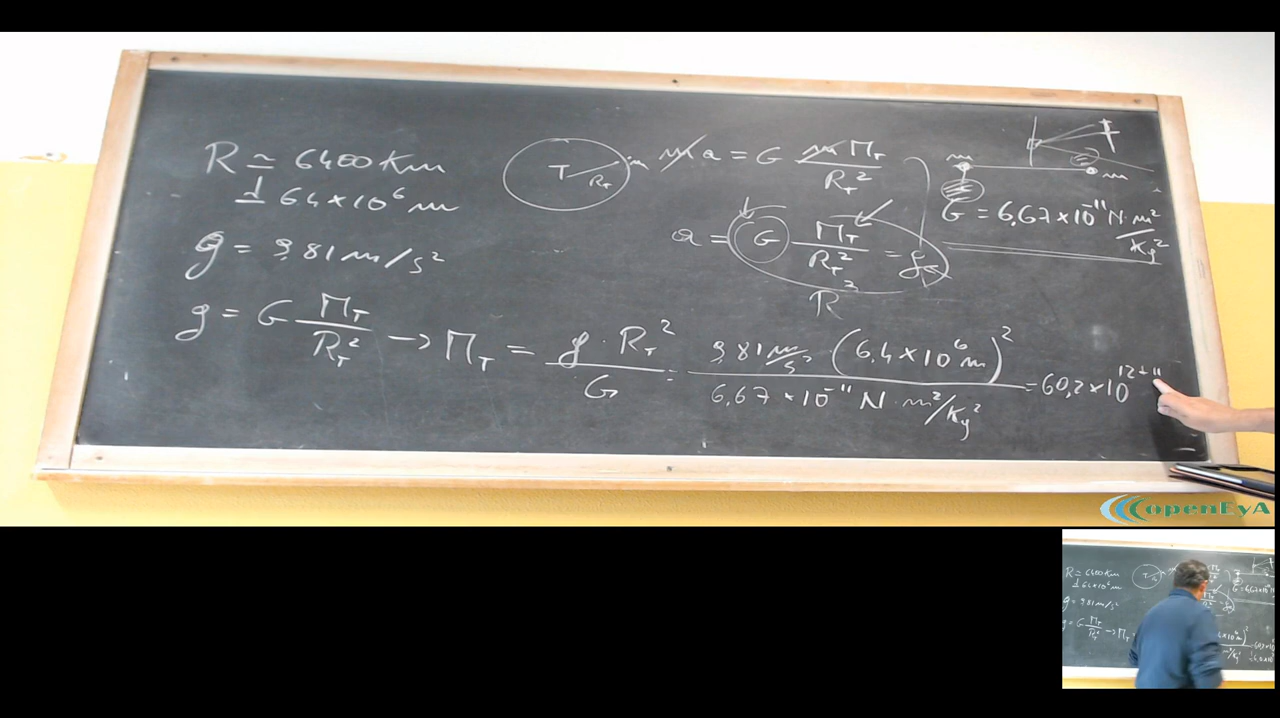 R ≃ 6400 Km
≃ 6.4 × 10⁶ m
g = 9.81 m/s²
g = G M_T / R_T² → M_T = g · R_T² / G = 9.81 m/s² (6.4 × 10⁶ m)² / 6,67 × 10⁻¹¹ N · m²/Kg² = 60,2 × 10¹²⁺¹¹
T R_T m
m a = G m M_T / R_T²
a = G M_T / R_T² = g
R²
m m
G = 6,67 × 10⁻¹¹ N · m² / Kg²
openEyA